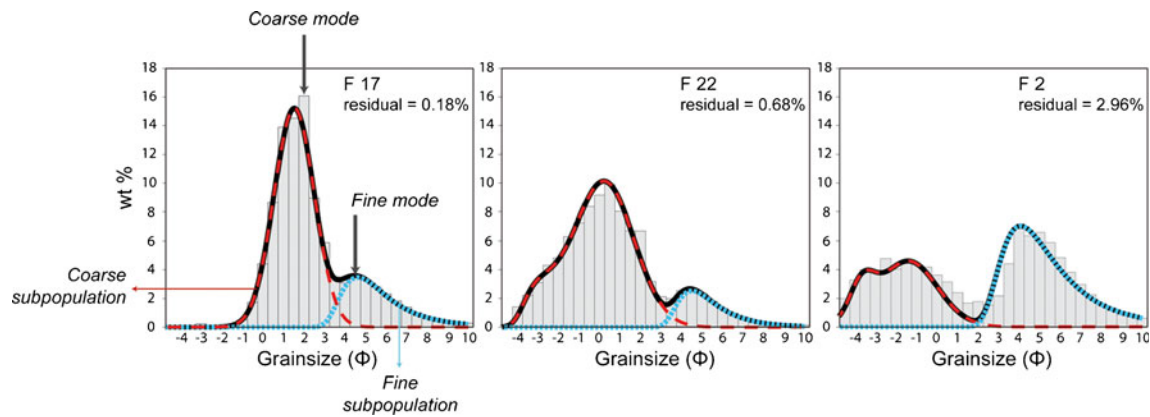 Coarse mode
F 17
residual = 0.18%
F 22
residual = 0.68%
F 2
residual = 2.96%
Fine mode
wt %
18
16
14
12
10
8
6
4
2
0
18
16
14
12
10
8
6
4
2
0
18
16
14
12
10
8
6
4
2
0
Coarse
subpopulation
-4 -3 -2 -1 0 1 2 3 4 5 6 7 8 9 10
-4 -3 -2 -1 0 1 2 3 4 5 6 7 8 9 10
-4 -3 -2 -1 0 1 2 3 4 5 6 7 8 9 10
Grainsize (Φ)
Grainsize (Φ)
Grainsize (Φ)
Fine
subpopulation